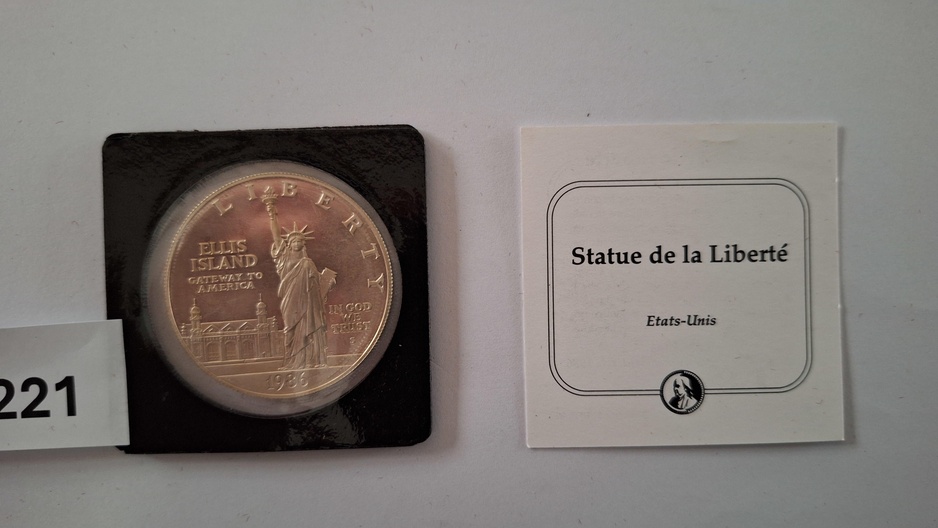 LIBERTY
ELLIS
ISLAND
GATEWAY TO
AMERICA
IN GOD
WE
TRUST
1986
221
Statue de la Liberté
Etats-Unis